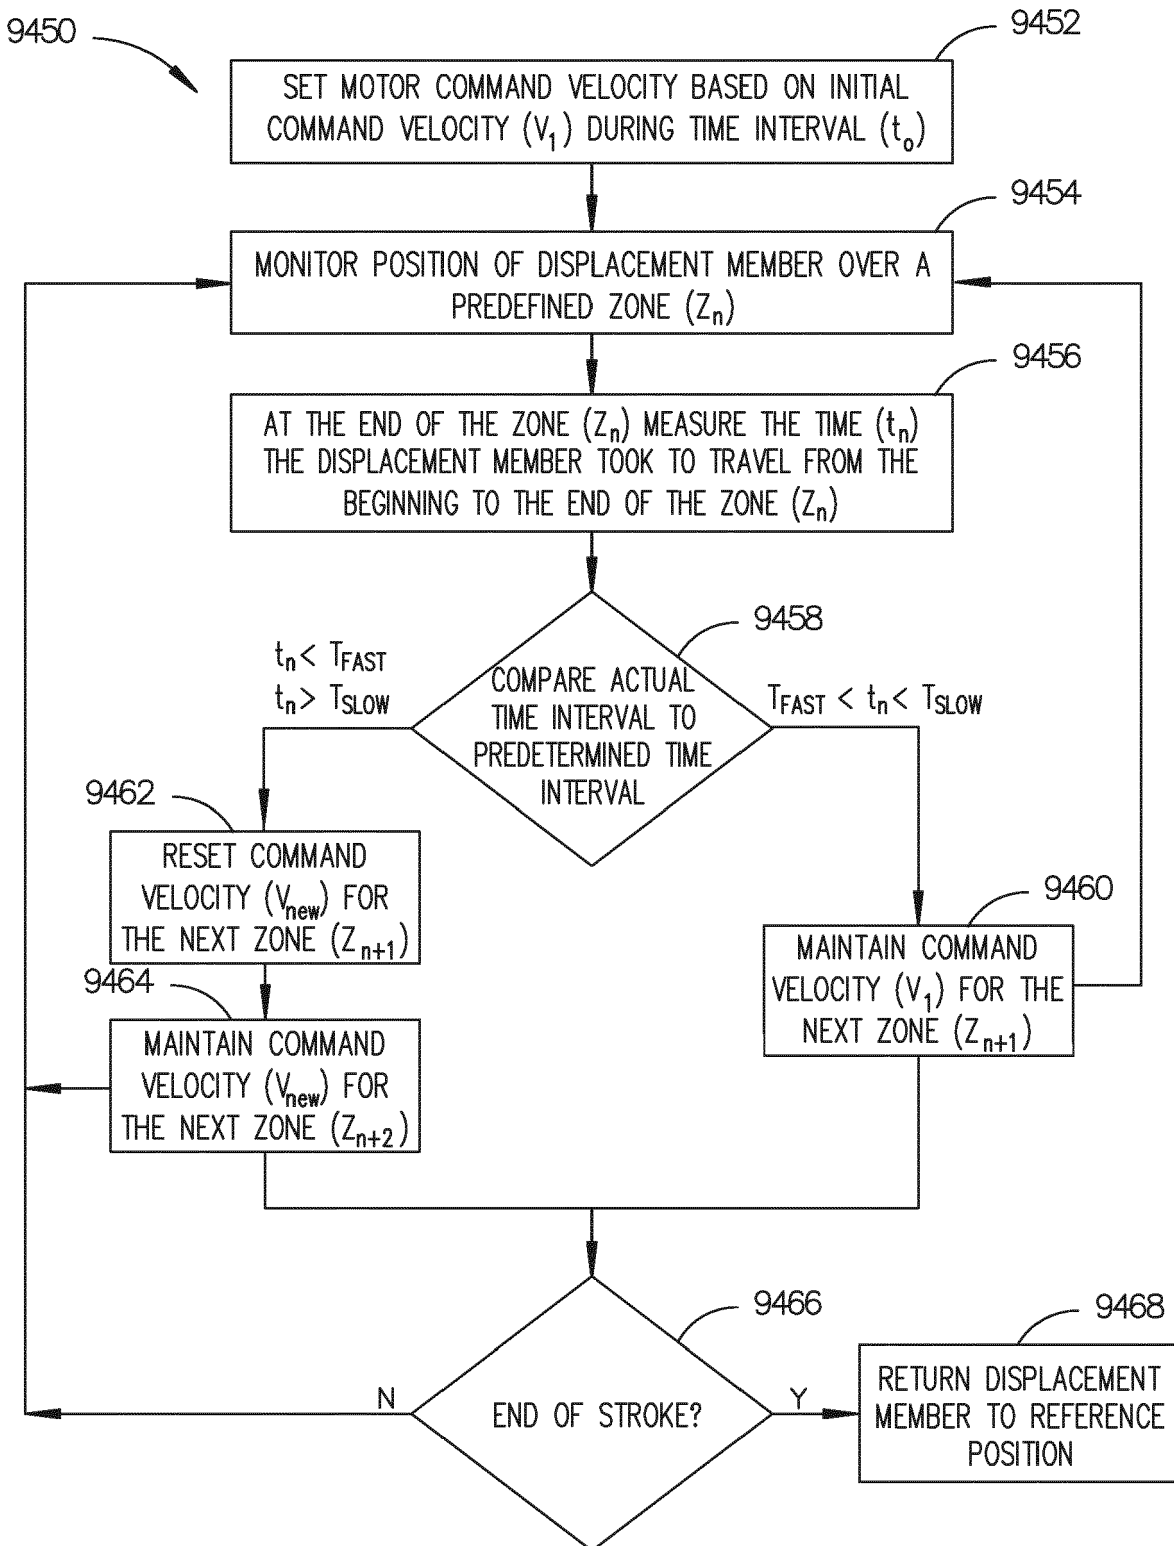 9450
9452
SET MOTOR COMMAND VELOCITY BASED ON INITIAL
COMMAND VELOCITY (V1) DURING TIME INTERVAL (to)
9454
MONITOR POSITION OF DISPLACEMENT MEMBER OVER A
PREDEFINED ZONE (Zn)
9456
AT THE END OF THE ZONE (Zn) MEASURE THE TIME (tn)
THE DISPLACEMENT MEMBER TOOK TO TRAVEL FROM THE
BEGINNING TO THE END OF THE ZONE (Zn)
9458
COMPARE ACTUAL
TIME INTERVAL TO
PREDETERMINED TIME
INTERVAL
tn < TFAST
tn > TSLOW
TFAST < tn < TSLOW
9462
RESET COMMAND
VELOCITY (Vnew) FOR
THE NEXT ZONE (Zn+1)
9464
MAINTAIN COMMAND
VELOCITY (Vnew) FOR
THE NEXT ZONE (Zn+2)
9460
MAINTAIN COMMAND
VELOCITY (V1) FOR THE
NEXT ZONE (Zn+1)
9466
END OF STROKE?
N
Y
9468
RETURN DISPLACEMENT
MEMBER TO REFERENCE
POSITION